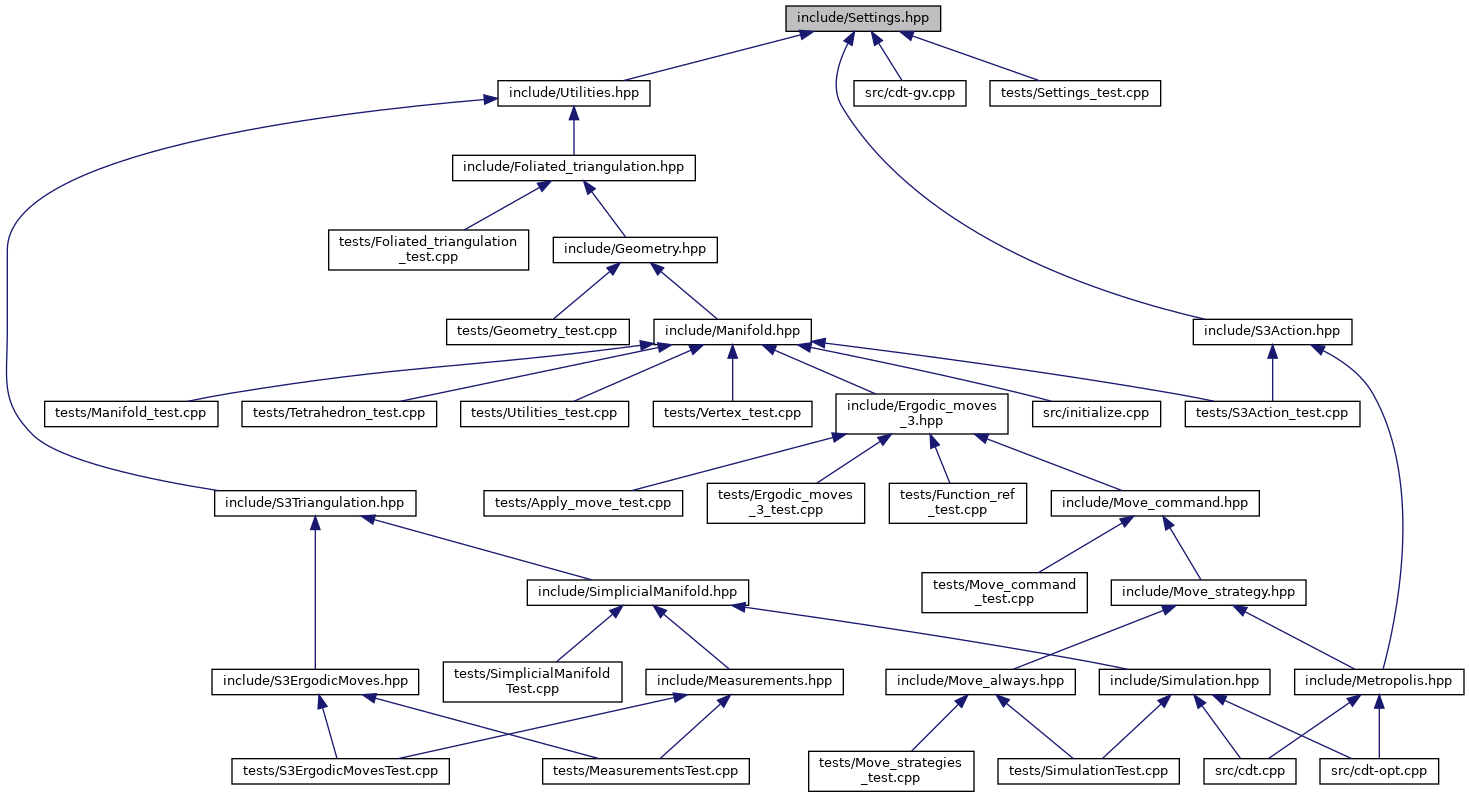 include/Settings.hpp
include/Utilities.hpp
src/cdt-gv.cpp
tests/Settings_test.cpp
include/Foliated_triangulation.hpp
tests/Foliated_triangulation
_test.cpp
include/Geometry.hpp
tests/Geometry_test.cpp
include/Manifold.hpp
include/S3Action.hpp
tests/Manifold_test.cpp
tests/Tetrahedron_test.cpp
tests/Utilities_test.cpp
tests/Vertex_test.cpp
include/Ergodic_moves
_3.hpp
src/initialize.cpp
tests/S3Action_test.cpp
include/S3Triangulation.hpp
tests/Apply_move_test.cpp
tests/Ergodic_moves
_3_test.cpp
tests/Function_ref
_test.cpp
include/Move_command.hpp
include/SimplicialManifold.hpp
tests/Move_command
_test.cpp
include/Move_strategy.hpp
include/S3ErgodicMoves.hpp
tests/SimplicialManifold
Test.cpp
include/Measurements.hpp
include/Move_always.hpp
include/Simulation.hpp
include/Metropolis.hpp
tests/S3ErgodicMovesTest.cpp
tests/MeasurementsTest.cpp
tests/Move_strategies
_test.cpp
tests/SimulationTest.cpp
src/cdt.cpp
src/cdt-opt.cpp